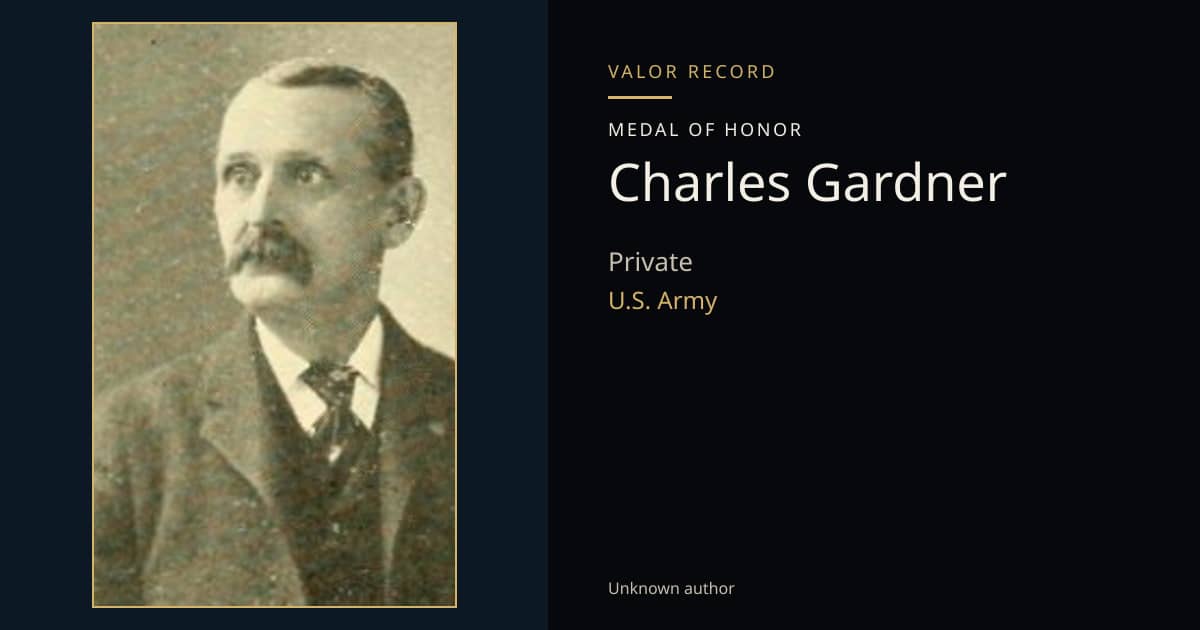 VALOR RECORD
MEDAL OF HONOR
Charles Gardner
Private
U.S. Army
Unknown author